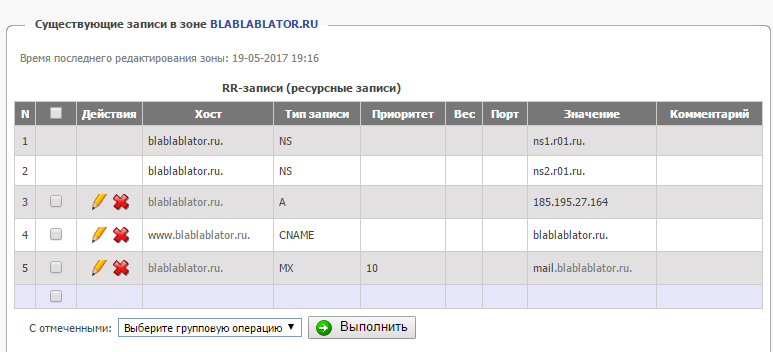 Существующие записи в зоне BLABLABLATOR.RU
Время последнего редактирования зоны: 19-05-2017 19:16
RR-записи (ресурсные записи)
N Действия Хост Тип записи Приоритет Вес Порт Значение Комментарий
1 blablablator.ru. NS ns1.r01.ru.
2 blablablator.ru. NS ns2.r01.ru.
3 blablablator.ru. A 185.195.27.164
4 www.blablablator.ru. CNAME blablablator.ru.
5 blablablator.ru. MX 10 mail.blablablator.ru.
С отмеченными: Выберите групповую операцию Выполнить